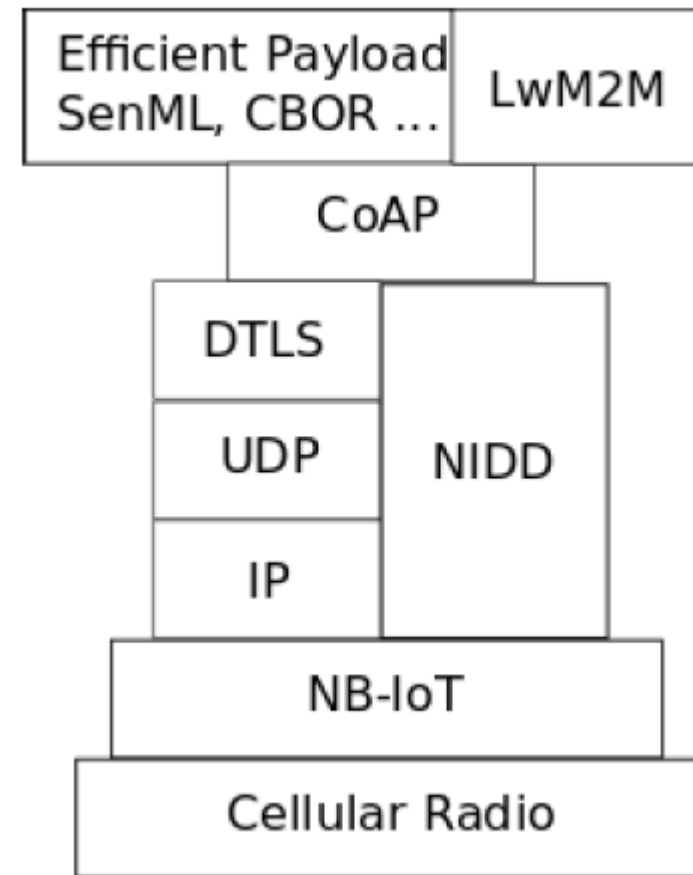 Efficient Payload
SenML, CBOR ...
LwM2M
CoAP
DTLS
UDP
NIDD
IP
NB-IoT
Cellular Radio